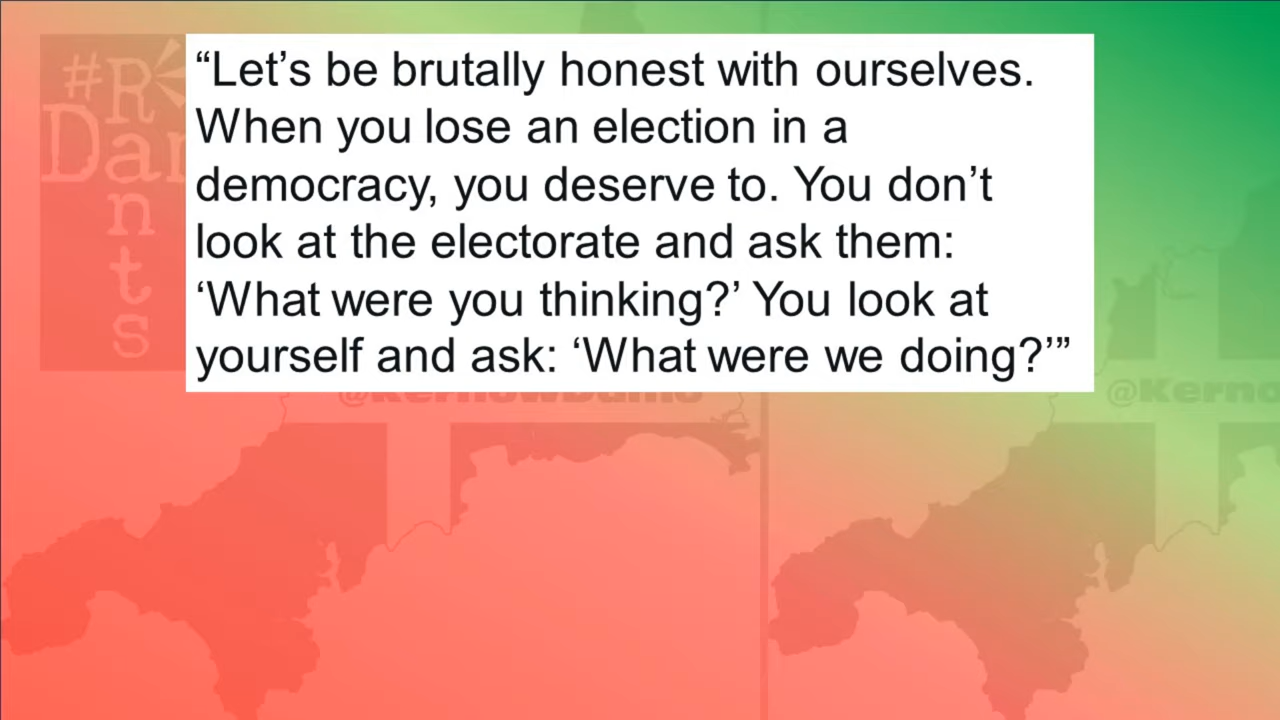 “Let’s be brutally honest with ourselves.
When you lose an election in a
democracy, you deserve to. You don’t
look at the electorate and ask them:
‘What were you thinking?’ You look at
yourself and ask: ‘What were we doing?’”
@KernowDamo